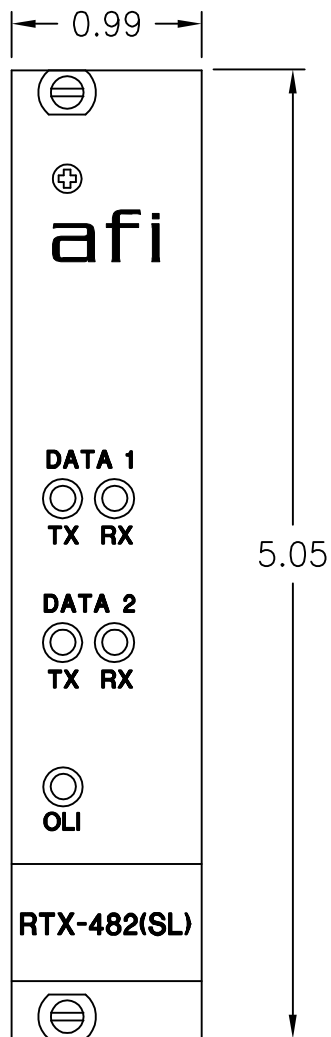 0.99
afi
DATA 1
TX RX
5.05
DATA 2
TX RX
OLI
RTX-482(SL)